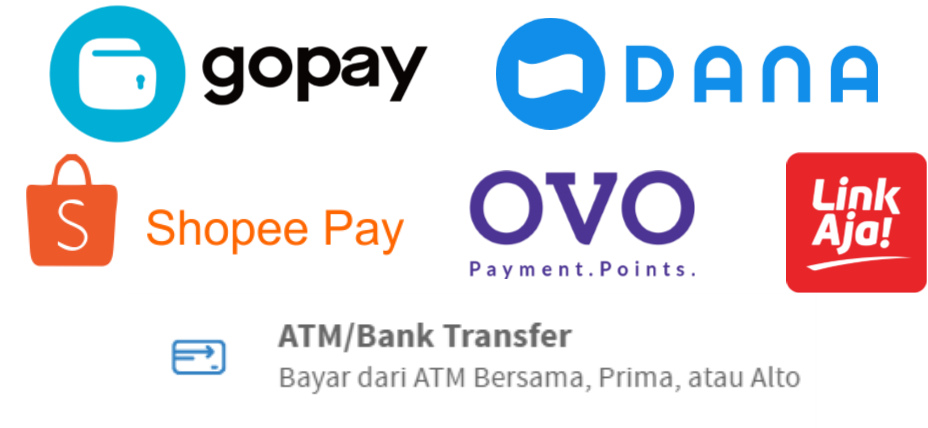 gopay
DANA
S
Shopee Pay
OVO
Payment.Points.
Link
Aja!
ATM/Bank Transfer
Bayar dari ATM Bersama, Prima, atau Alto